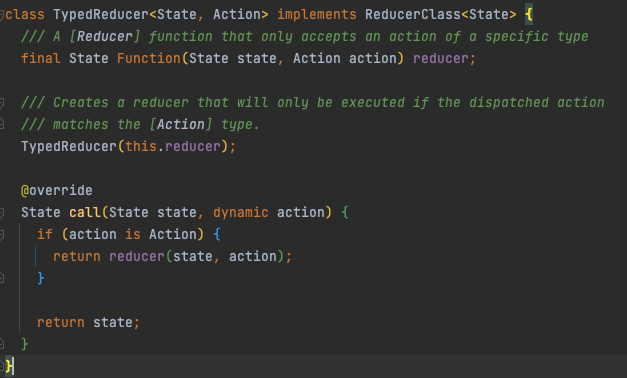 class TypedReducer<State, Action> implements ReducerClass<State> {
  /// A [Reducer] function that only accepts an action of a specific type
  final State Function(State state, Action action) reducer;

  /// Creates a reducer that will only be executed if the dispatched action
  /// matches the [Action] type.
  TypedReducer(this.reducer);

  @override
  State call(State state, dynamic action) {
    if (action is Action) {
      return reducer(state, action);
    }

    return state;
  }
}